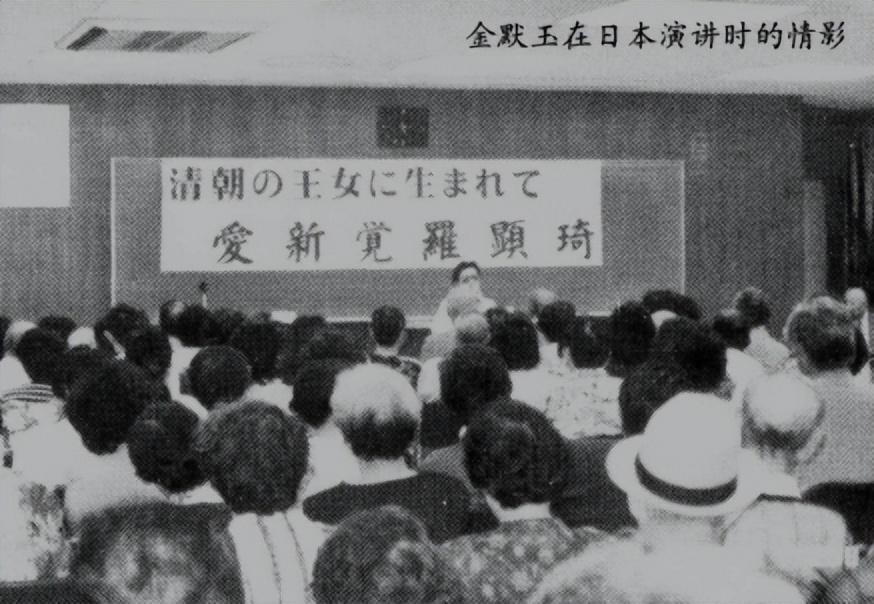 金默玉在日本演讲时的情影
清朝の王女に生まれて
愛新覚羅顕琦